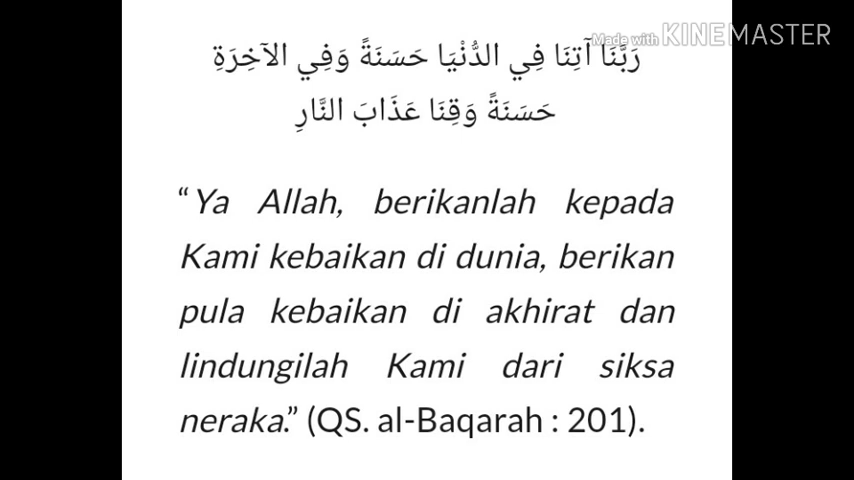 Made with KINEMASTER
رَبَّنَا آتِنَا فِي الدُّنْيَا حَسَنَةً وَفِي الآخِرَةِ
حَسَنَةً وَقِنَا عَذَابَ النَّارِ
“Ya Allah, berikanlah kepada
Kami kebaikan di dunia, berikan
pula kebaikan di akhirat dan
lindungilah Kami dari siksa
neraka.” (QS. al-Baqarah : 201).